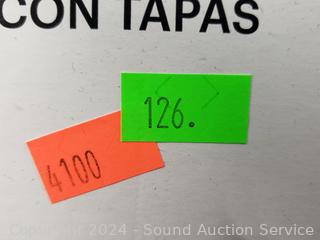 CON TAPAS
126.
4100
Copyright 2024 - Sound Auction Service